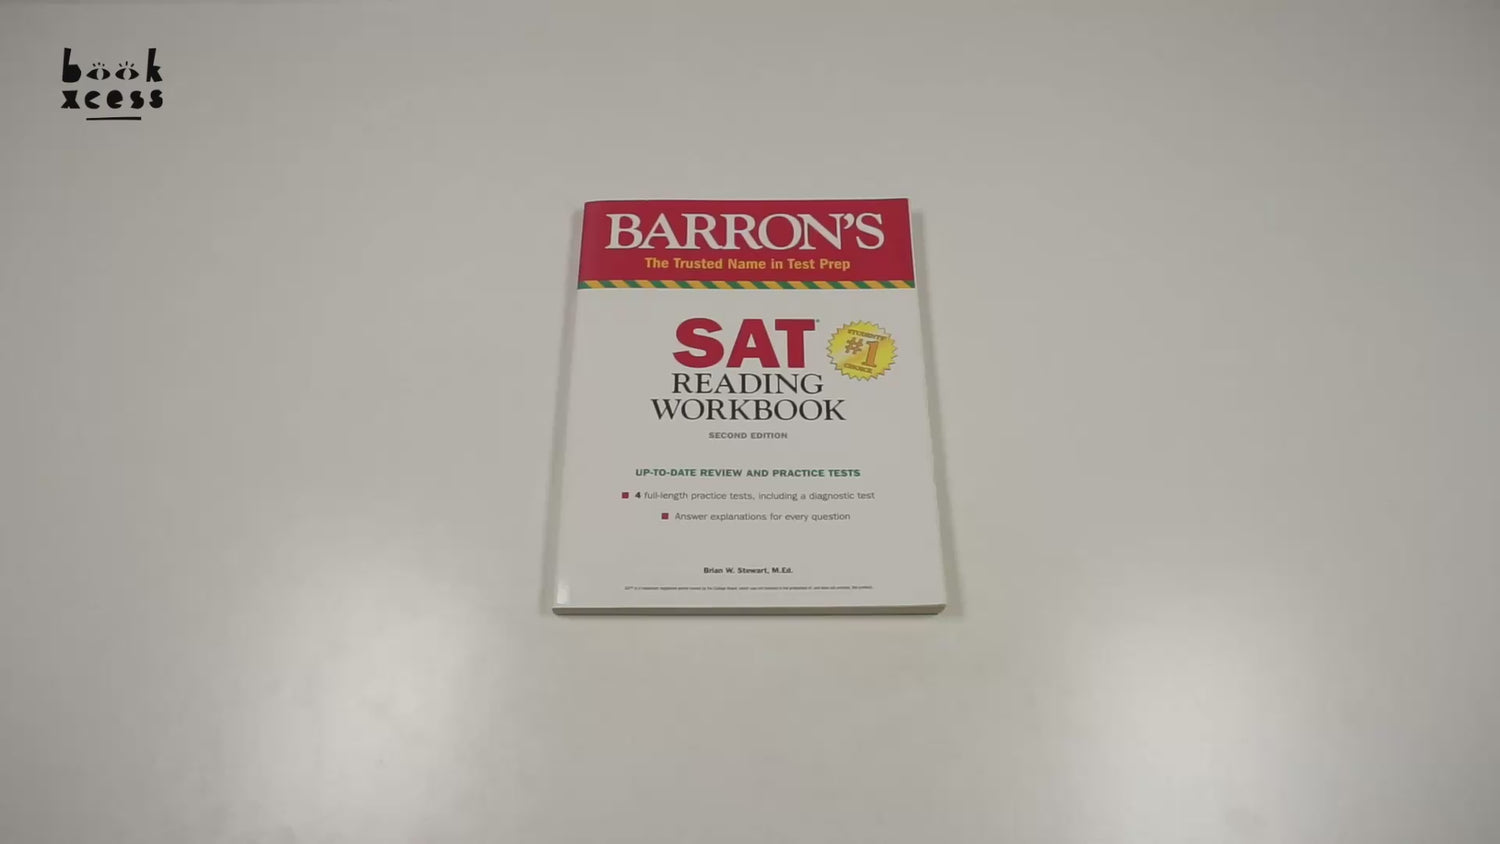 book
xcess
BARRON'S
The Trusted Name in Test Prep
SAT®
STUDENTS'
#1
CHOICE
READING
WORKBOOK
SECOND EDITION
UP-TO-DATE REVIEW AND PRACTICE TESTS
4 full-length practice tests, including a diagnostic test
Answer explanations for every question
Brian W. Stewart, M.Ed.